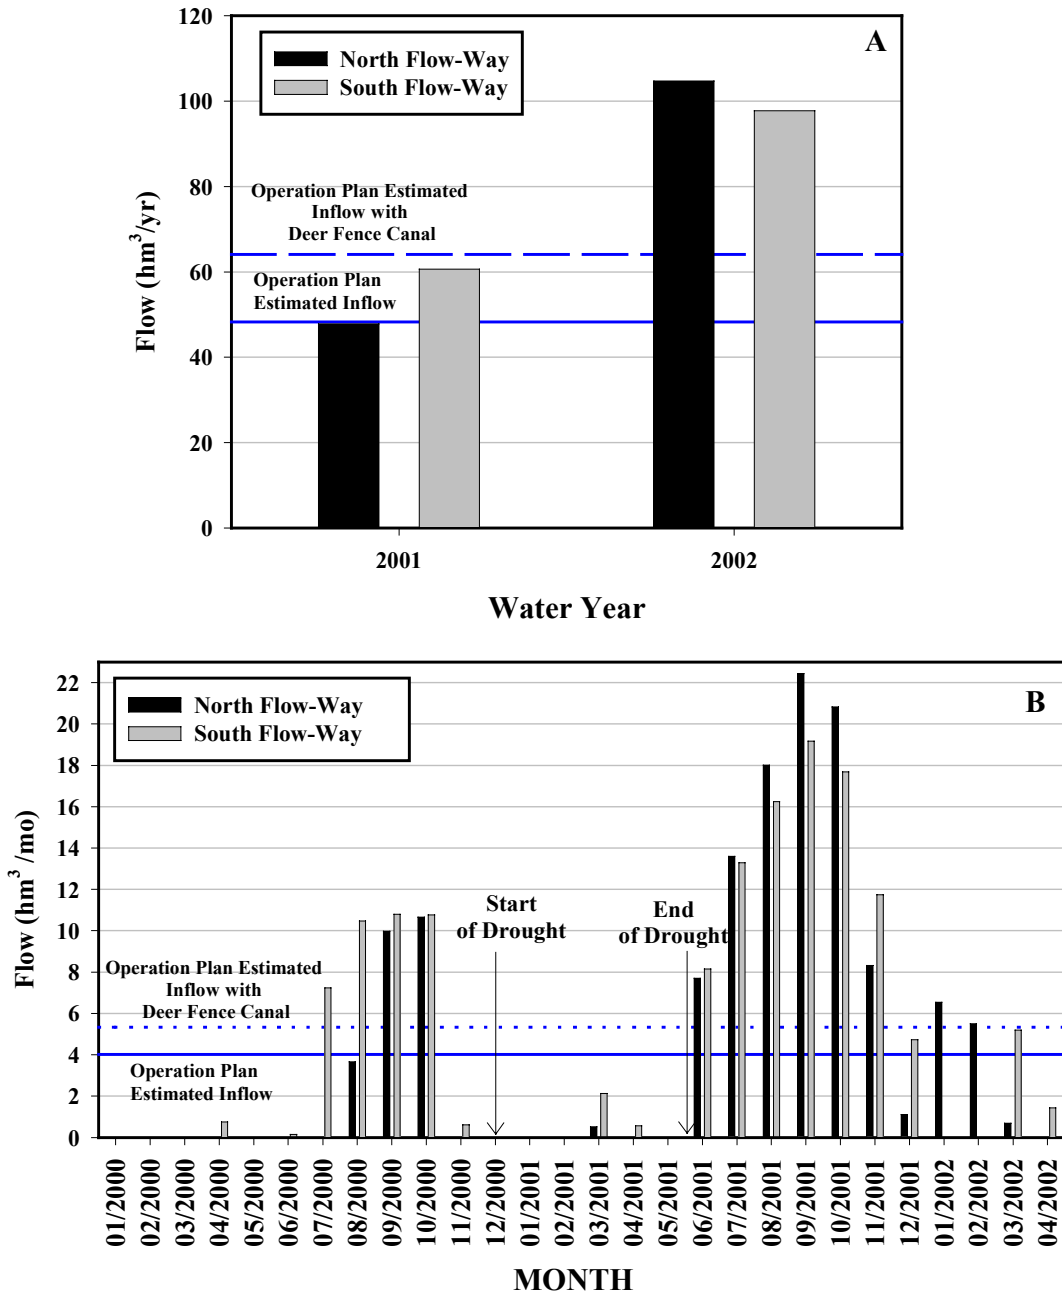 120
100
80
60
40
20
0
Flow (hm³/yr)
North Flow-Way
South Flow-Way
A
Operation Plan Estimated
Inflow with
Deer Fence Canal
Operation Plan
Estimated Inflow
2001
2002
Water Year
22
20
18
16
14
12
10
8
6
4
2
0
Flow (hm³ /mo)
North Flow-Way
South Flow-Way
B
Start
of Drought
End
of Drought
Operation Plan Estimated
Inflow with
Deer Fence Canal
Operation Plan
Estimated Inflow
01/2000
02/2000
03/2000
04/2000
05/2000
06/2000
07/2000
08/2000
09/2000
10/2000
11/2000
12/2000
01/2001
02/2001
03/2001
04/2001
05/2001
06/2001
07/2001
08/2001
09/2001
10/2001
11/2001
12/2001
01/2002
02/2002
03/2002
04/2002
MONTH